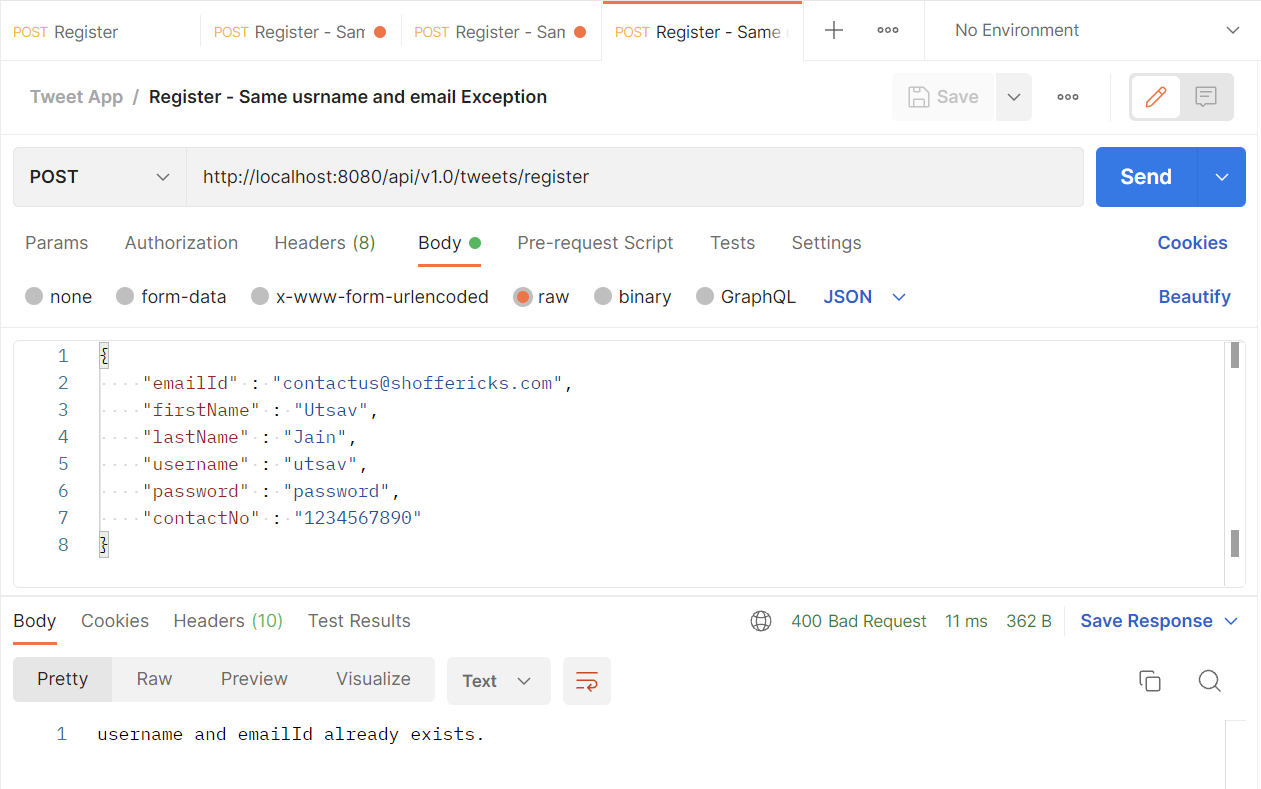 POST Register
POST Register - San
POST Register - San
POST Register - Same
No Environment
Tweet App / Register - Same usrname and email Exception
Save
POST
http://localhost:8080/api/v1.0/tweets/register
Send
Params Authorization Headers (8) Body Pre-request Script Tests Settings Cookies
none form-data x-www-form-urlencoded raw binary GraphQL JSON Beautify
1 {
2 "emailId" : "contactus@shoffericks.com",
3 "firstName" : "Utsav",
4 "lastName" : "Jain",
5 "username" : "utsav",
6 "password" : "password",
7 "contactNo" : "1234567890"
8 }
Body Cookies Headers (10) Test Results 400 Bad Request 11 ms 362 B Save Response
Pretty Raw Preview Visualize Text
1 username and emailId already exists.